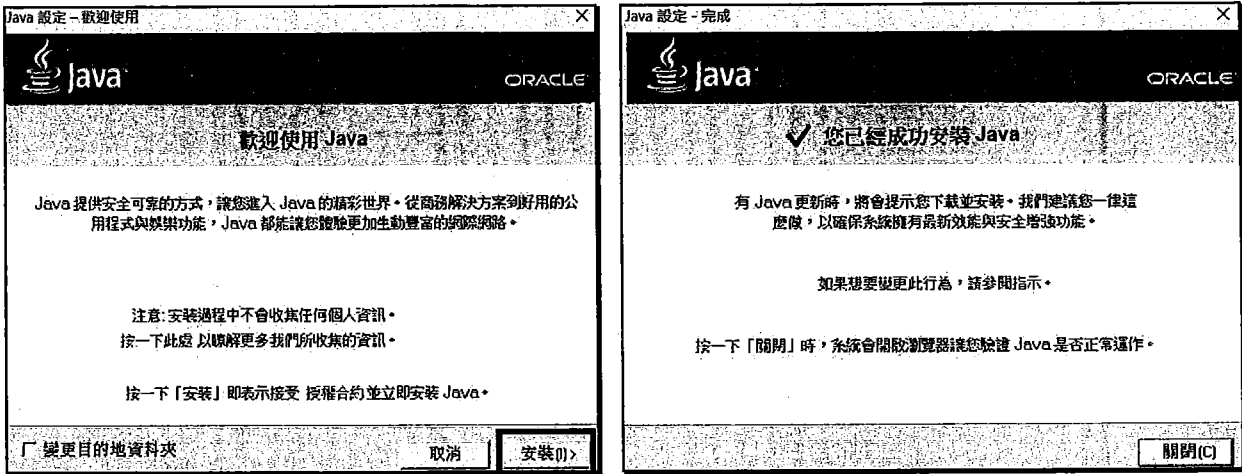 Java 設定 – 歡迎使用
Java
ORACLE
歡迎使用 Java
Java 提供安全可靠的方式，讓您進入 Java 的精彩世界。從商務解決方案到好用的公
用程式與娛樂功能，Java 都能讓您體驗更加生動豐富的網際網路。
注意:安裝過程中不會收集任何個人資訊。
按一下此處 以瞭解更多我們所收集的資訊。
按一下「安裝」即表示接受 授權合約 並立即安裝 Java。
變更目的地資料夾
取消
安裝(I)>
Java 設定 - 完成
Java
ORACLE
您已經成功安裝 Java
有 Java 更新時，將會提示您下載並安裝。我們建議您一律這
麼做，以確保系統擁有最新效能與安全增強功能。
如果想要變更此行為，請參閱指示。
按一下「關閉」時，系統會開啟瀏覽器讓您驗證 Java 是否正常運作。
關閉(C)